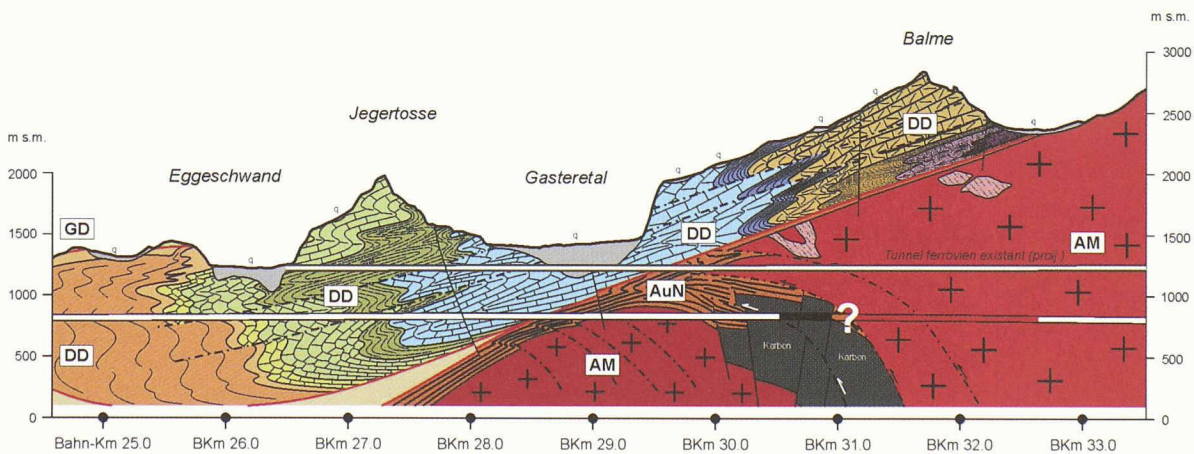 m s.m.
3000
2500
2000
1500
1000
500
0
Balme
Jegertosse
m s.m.
Eggeschwand
Gasteretal
2000
1500
1000
500
0
GD
q
q
q
q
q
q
q
q
q
DD
DD
DD
DD
AM
Tunnel ferrovien existant (proj.)
AuN
?
AM
Karbon
Karbon
Bahn-Km 25.0
BKm 26.0
BKm 27.0
BKm 28.0
BKm 29.0
BKm 30.0
BKm 31.0
BKm 32.0
BKm 33.0